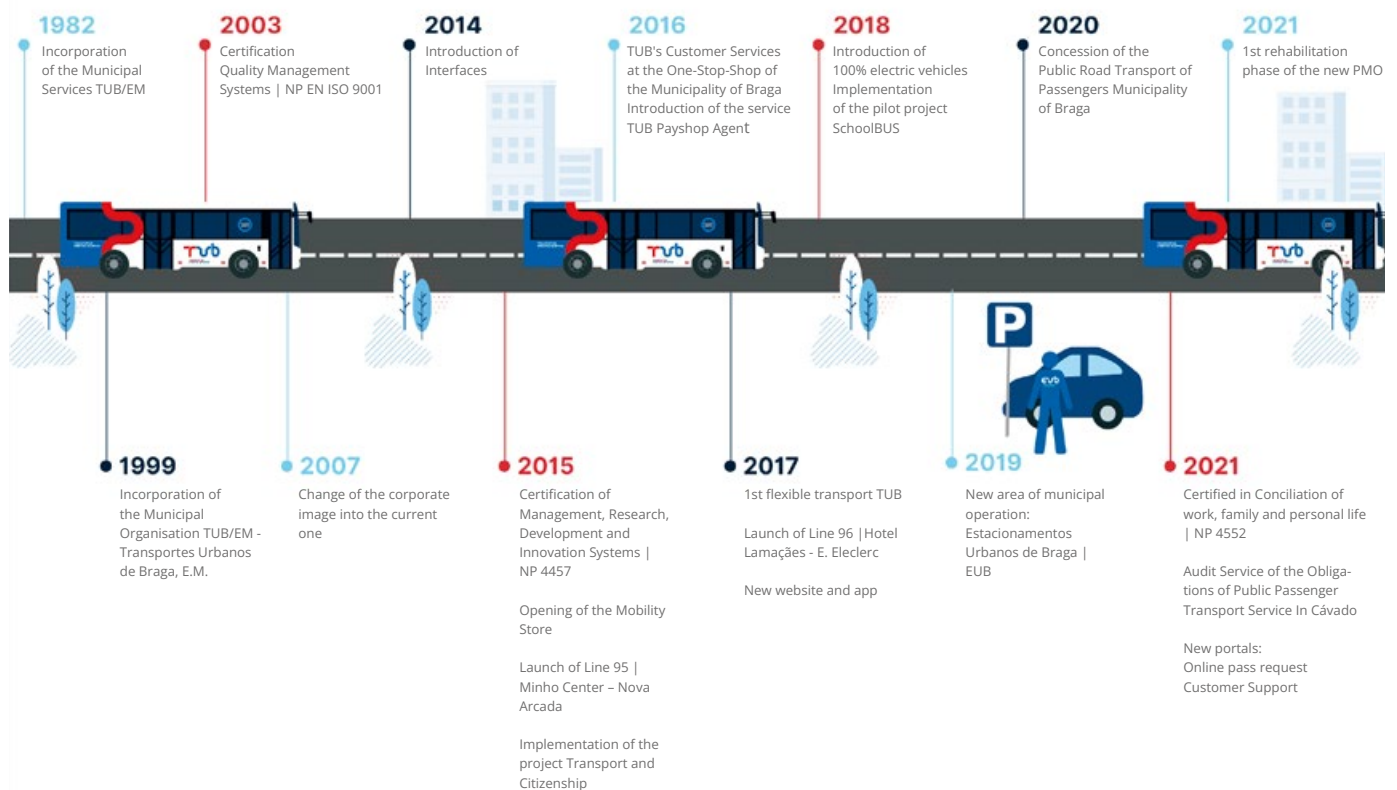 1982
Incorporation
of the Municipal
Services TUB/EM
2003
Certification
Quality Management
Systems | NP EN ISO 9001
2014
Introduction of
Interfaces
2016
TUB's Customer Services
at the One-Stop-Shop of
the Municipality of Braga
Introduction of the service
TUB Payshop Agent
2018
Introduction of
100% electric vehicles
Implementation
of the pilot project
SchoolBUS
2020
Concession of the
Public Road Transport of
Passengers Municipality
of Braga
2021
1st rehabilitation
phase of the new PMO
TUB
TUB
TUB
P
EUB
1999
Incorporation of
the Municipal
Organisation TUB/EM -
Transportes Urbanos
de Braga, E.M.
2007
Change of the corporate
image into the current
one
2015
Certification of
Management, Research,
Development and
Innovation Systems |
NP 4457
Opening of the Mobility
Store
Launch of Line 95 |
Minho Center – Nova
Arcada
Implementation of the
project Transport and
Citizenship
2017
1st flexible transport TUB
Launch of Line 96 |Hotel
Lamaçães - E. Eleclerc
New website and app
2019
New area of municipal
operation:
Estacionamentos
Urbanos de Braga |
EUB
2021
Certified in Conciliation of
work, family and personal life
| NP 4552
Audit Service of the Obliga-
tions of Public Passenger
Transport Service In Cávado
New portals:
Online pass request
Customer Support